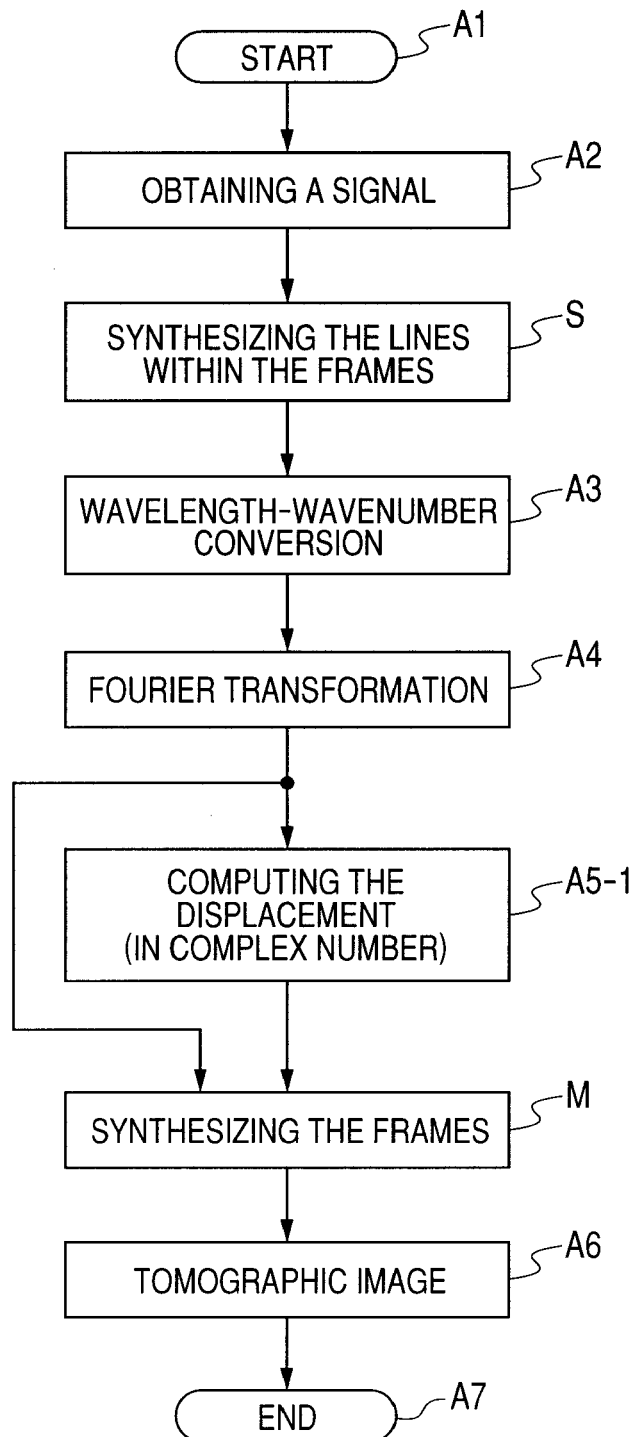 A1
START
A2
OBTAINING A SIGNAL
S
SYNTHESIZING THE LINES
WITHIN THE FRAMES
A3
WAVELENGTH-WAVENUMBER
CONVERSION
A4
FOURIER TRANSFORMATION
A5-1
COMPUTING THE
DISPLACEMENT
(IN COMPLEX NUMBER)
M
SYNTHESIZING THE FRAMES
A6
TOMOGRAPHIC IMAGE
A7
END